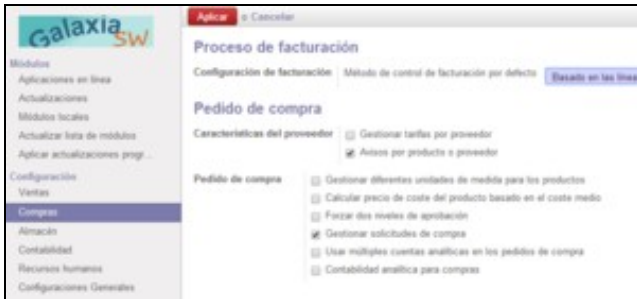 Galaxia SW
Módulos
Aplicaciones en línea
Actualizaciones
Módulos locales
Actualizar lista de módulos
Aplicar actualizaciones progr...
Configuración
Ventas
Compras
Almacén
Contabilidad
Recursos humanos
Configuraciones Generales
Aplicar o Cancelar
Proceso de facturación
Configuración de facturación Método de control de facturación por defecto Basado en las línea
Pedido de compra
Características del proveedor Gestionar tarifas por proveedor
Avisos por producto o proveedor
Pedido de compra Gestionar diferentes unidades de medida para los productos
Calcular precio de coste del producto basado en el coste medio
Forzar dos niveles de aprobación
Gestionar solicitudes de compra
Usar múltiples cuentas analíticas en los pedidos de compra
Contabilidad analítica para compras